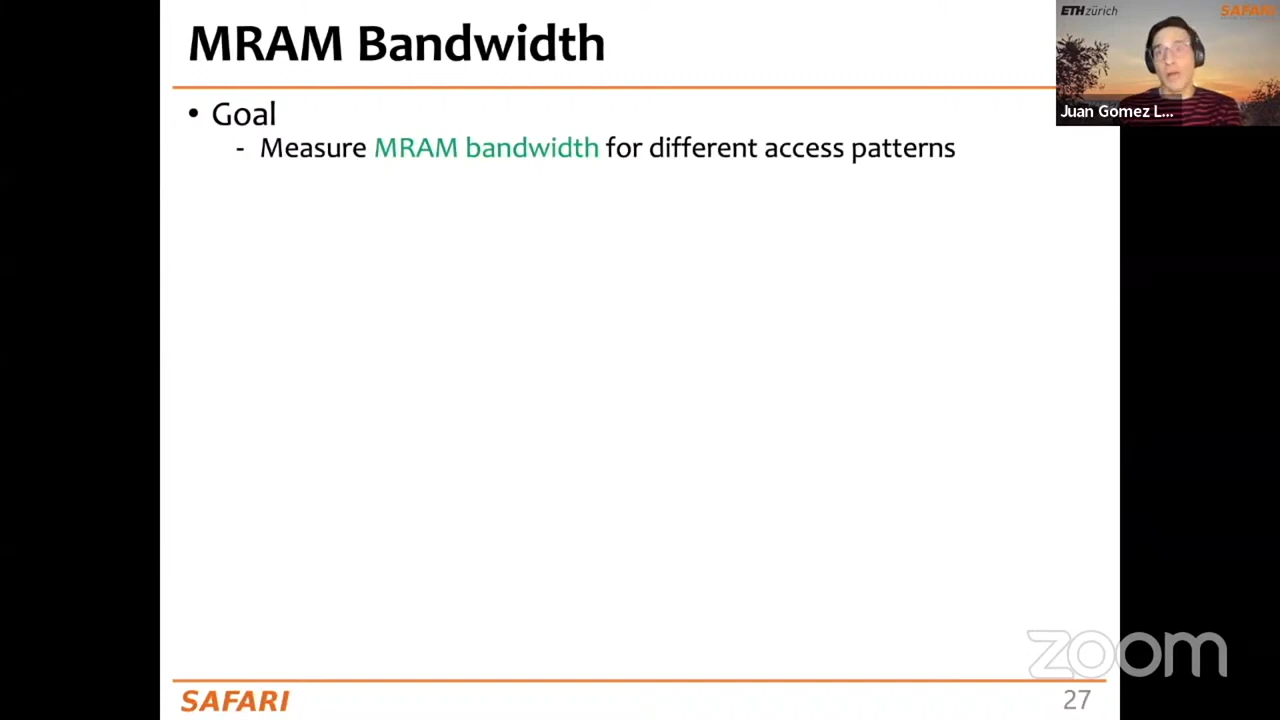 MRAM Bandwidth
• Goal
- Measure MRAM bandwidth for different access patterns
ETH zürich
SAFARI
Juan Gomez L...
zoom
SAFARI
27